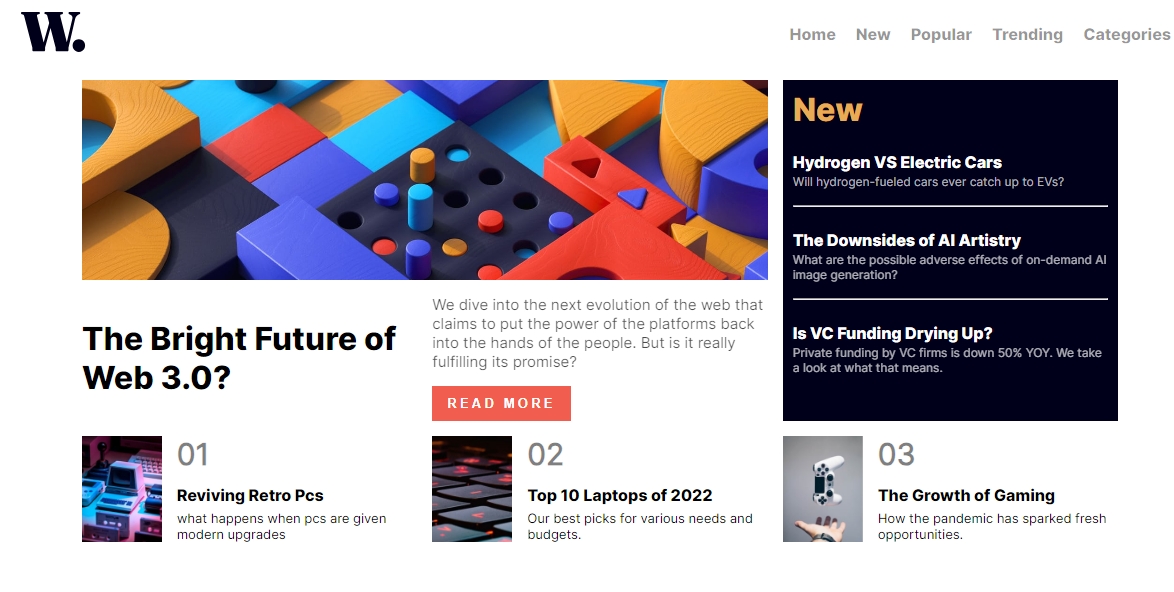 W.
Home New Popular Trending Categories
New
Hydrogen VS Electric Cars
Will hydrogen-fueled cars ever catch up to EVs?
The Downsides of AI Artistry
What are the possible adverse effects of on-demand AI
image generation?
Is VC Funding Drying Up?
Private funding by VC firms is down 50% YOY. We take
a look at what that means.
The Bright Future of
Web 3.0?
We dive into the next evolution of the web that
claims to put the power of the platforms back
into the hands of the people. But is it really
fulfilling its promise?
READ MORE
01
Reviving Retro Pcs
what happens when pcs are given
modern upgrades
02
Top 10 Laptops of 2022
Our best picks for various needs and
budgets.
03
The Growth of Gaming
How the pandemic has sparked fresh
opportunities.